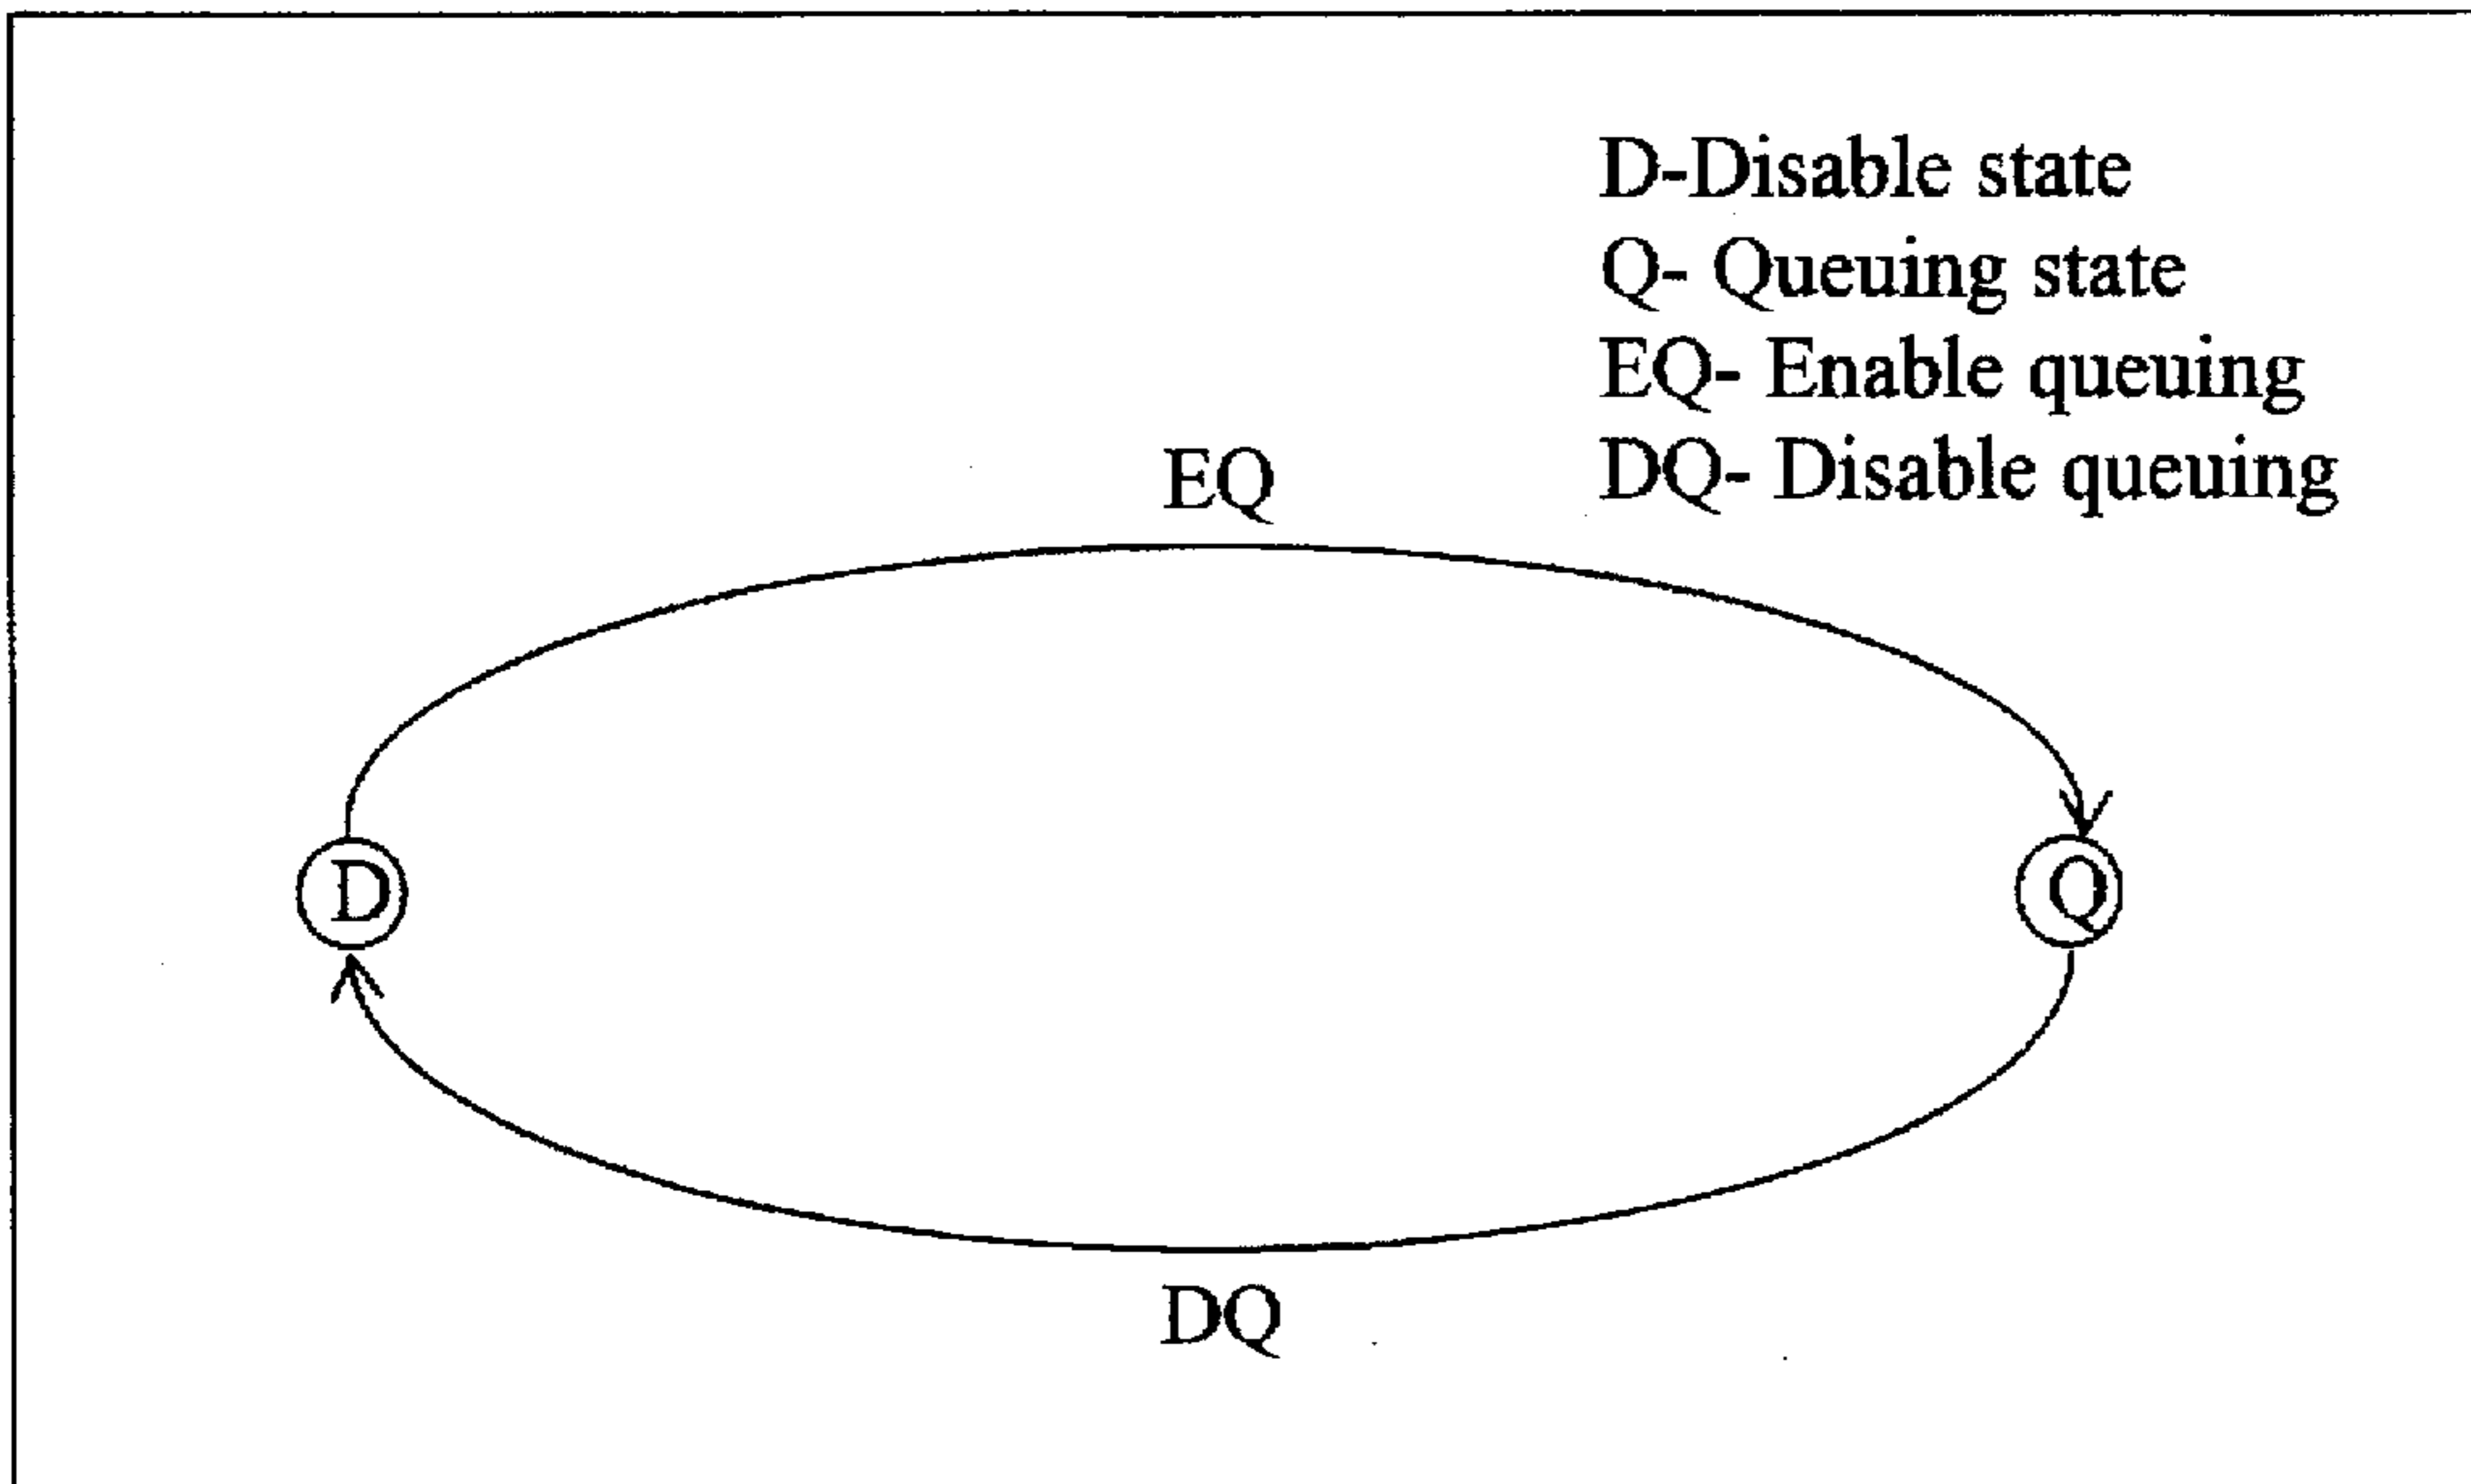 D-Disable state
Q- Queuing state
EQ- Enable queuing
DQ- Disable queuing
EQ
D
Q
DQ